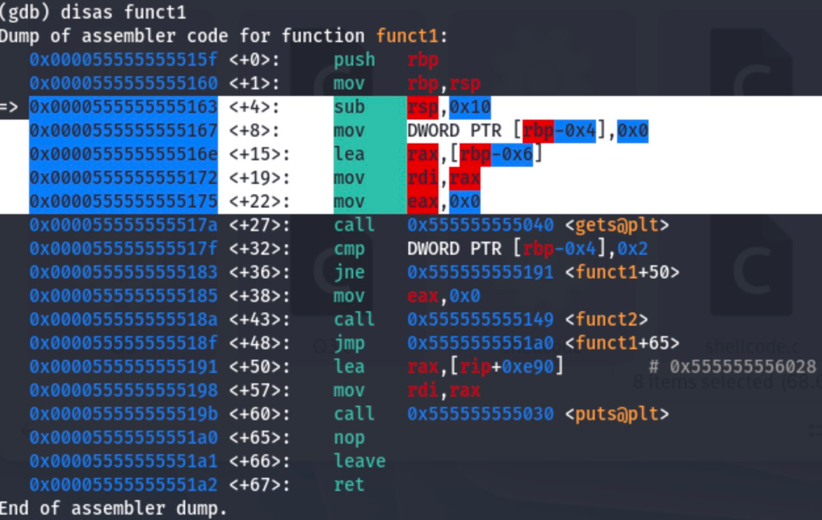 (gdb) disas funct1
Dump of assembler code for function funct1:
   0x000055555555515f <+0>:     push   rbp
   0x0000555555555160 <+1>:     mov    rbp,rsp
=> 0x0000555555555163 <+4>:     sub    rsp,0x10
   0x0000555555555167 <+8>:     mov    DWORD PTR [rbp-0x4],0x0
   0x000055555555516e <+15>:    lea    rax,[rbp-0x6]
   0x0000555555555172 <+19>:    mov    rdi,rax
   0x0000555555555175 <+22>:    mov    eax,0x0
   0x000055555555517a <+27>:    call   0x555555555040 <gets@plt>
   0x000055555555517f <+32>:    cmp    DWORD PTR [rbp-0x4],0x2
   0x0000555555555183 <+36>:    jne    0x555555555191 <funct1+50>
   0x0000555555555185 <+38>:    mov    eax,0x0
   0x000055555555518a <+43>:    call   0x555555555149 <funct2>
   0x000055555555518f <+48>:    jmp    0x5555555551a0 <funct1+65>
   0x0000555555555191 <+50>:    lea    rax,[rip+0xe90]        # 0x555555556028
   0x0000555555555198 <+57>:    mov    rdi,rax
   0x000055555555519b <+60>:    call   0x555555555030 <puts@plt>
   0x00005555555551a0 <+65>:    nop
   0x00005555555551a1 <+66>:    leave
   0x00005555555551a2 <+67>:    ret
End of assembler dump.
shellcode.c
8 items selected (68.6